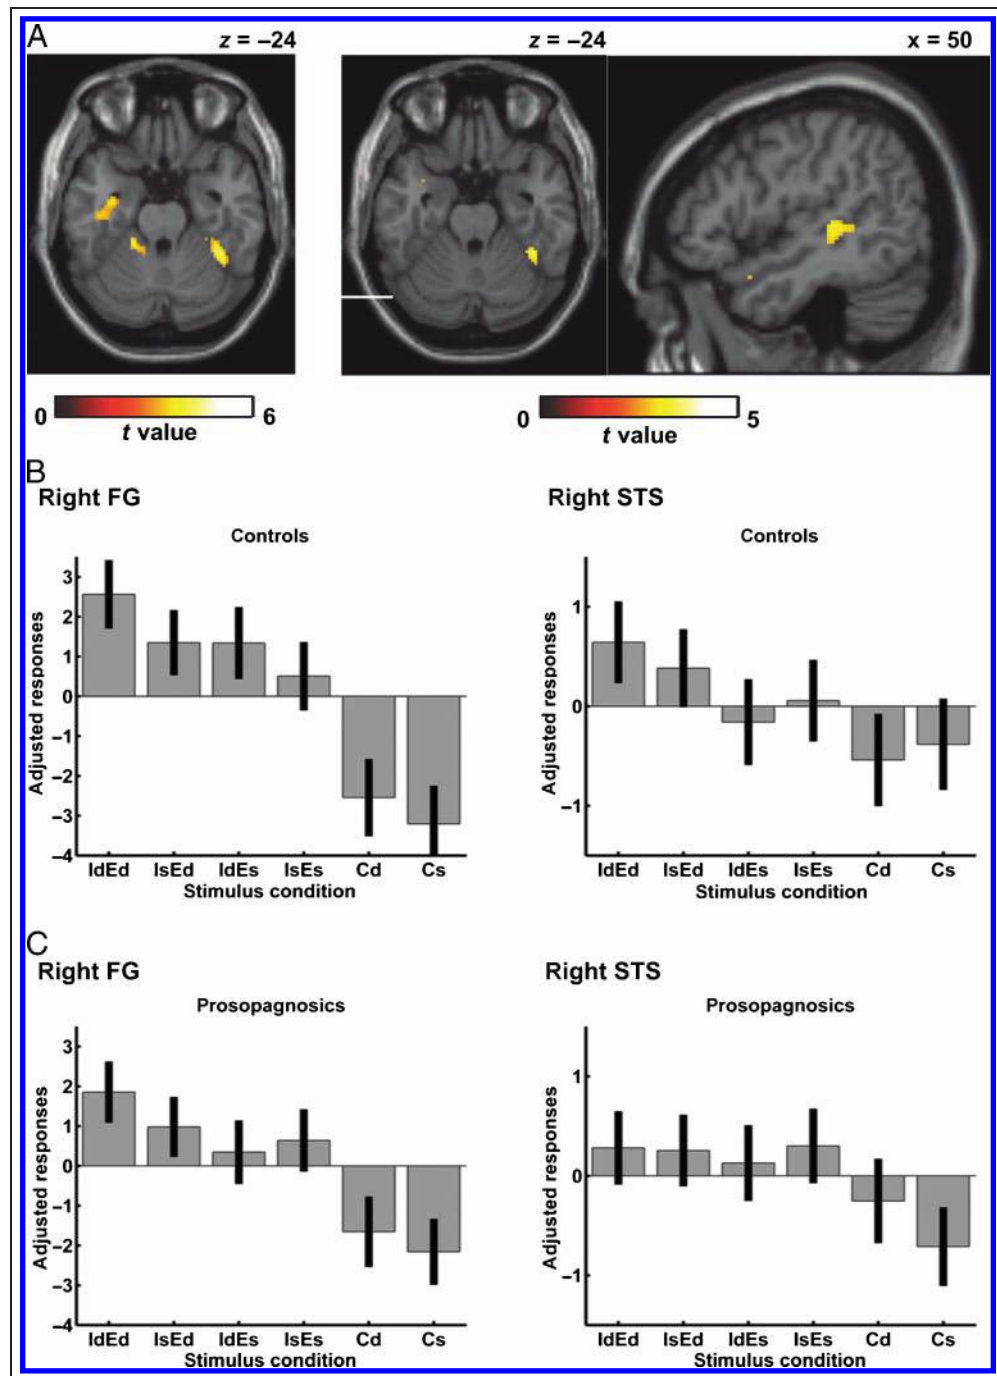 A
z = –24
z = –24
x = 50
0
6
t value
0
5
t value
B
Right FG
Controls
Adjusted responses
3
2
1
0
–1
–2
–3
–4
IdEd IsEd IdEs IsEs Cd Cs
Stimulus condition
Right STS
Controls
Adjusted responses
1
0
–1
IdEd IsEd IdEs IsEs Cd Cs
Stimulus condition
C
Right FG
Prosopagnosics
Adjusted responses
3
2
1
0
–1
–2
–3
–4
IdEd IsEd IdEs IsEs Cd Cs
Stimulus condition
Right STS
Prosopagnosics
Adjusted responses
1
0
–1
IdEd IsEd IdEs IsEs Cd Cs
Stimulus condition